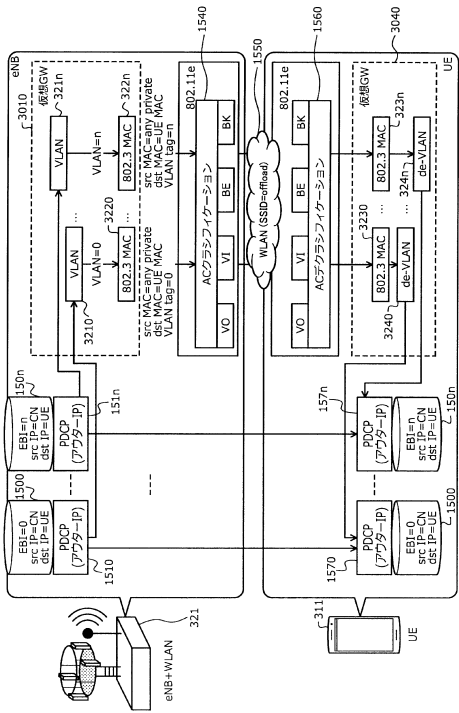 eNB
1500
EBI=0
src IP=CN
dst IP=UE
PDCP
(アウターIP)
1510
150n
EBI=n
src IP=CN
dst IP=UE
PDCP
(アウターIP)
151n
3010
仮想GW
VLAN
3210
VLAN=0
802.3 MAC
3220
src MAC=any private
dst MAC=UE MAC
VLAN tag=0
...
...
VLAN
321n
VLAN=n
802.3 MAC
322n
src MAC=any private
dst MAC=UE MAC
VLAN tag=n
1540
802.11e
ACクラシフィケーション
VO
VI
BE
BK
1550
WLAN (SSID=offload)
321
eNB+WLAN
311
UE
1560
802.11e
VO
VI
BE
BK
ACデクラシフィケーション
3040
仮想GW
3230
802.3 MAC
3240
de-VLAN
...
323n
802.3 MAC
324n
de-VLAN
1570
PDCP
(アウターIP)
EBI=0
src IP=CN
dst IP=UE
1500
157n
PDCP
(アウターIP)
EBI=n
src IP=CN
dst IP=UE
150n
UE